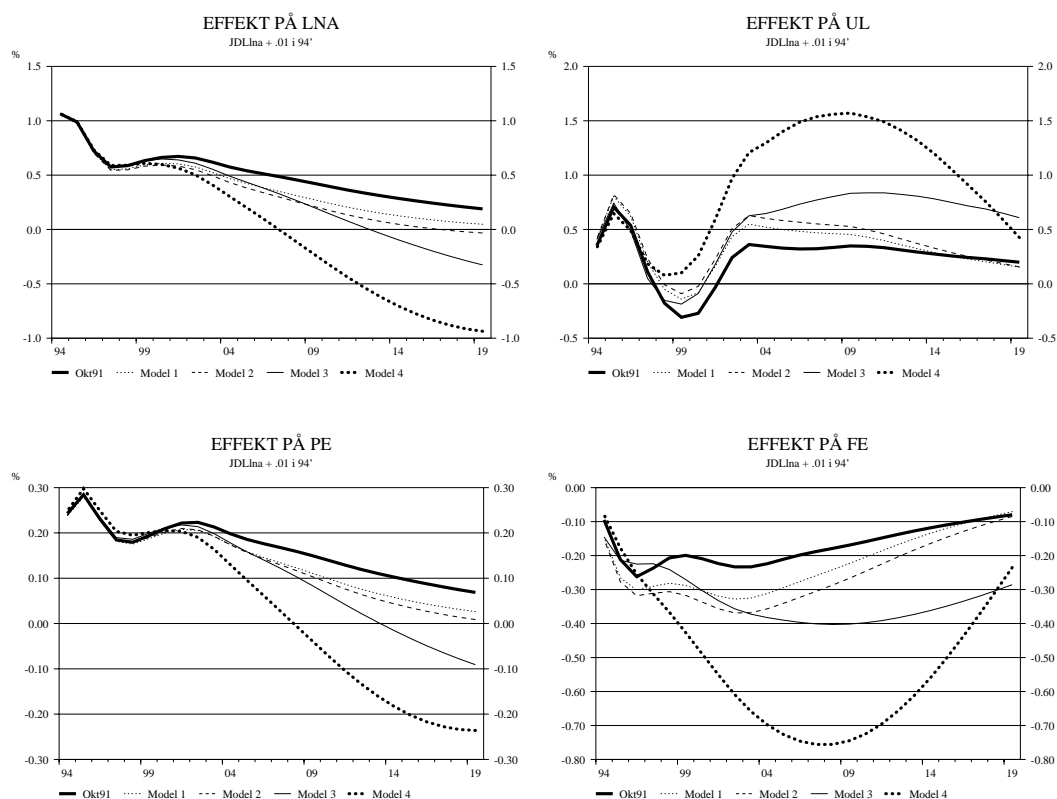 EFFEKT PÅ LNA
JDLlna + .01 i 94'
%
1.5 1.5
1.0 1.0
0.5 0.5
0.0 0.0
-0.5 -0.5
-1.0 -1.0
94 99 04 09 14 19
Okt91 Model 1 Model 2 Model 3 Model 4
EFFEKT PÅ UL
JDLlna + .01 i 94'
%
2.0 2.0
1.5 1.5
1.0 1.0
0.5 0.5
0.0 0.0
-0.5 -0.5
94 99 04 09 14 19
Okt91 Model 1 Model 2 Model 3 Model 4
EFFEKT PÅ PE
JDLlna + .01 i 94'
%
0.30 0.30
0.20 0.20
0.10 0.10
0.00 0.00
-0.10 -0.10
-0.20 -0.20
-0.30 -0.30
94 99 04 09 14 19
Okt91 Model 1 Model 2 Model 3 Model 4
EFFEKT PÅ FE
JDLlna + .01 i 94'
%
0.00 0.00
-0.10 -0.10
-0.20 -0.20
-0.30 -0.30
-0.40 -0.40
-0.50 -0.50
-0.60 -0.60
-0.70 -0.70
-0.80 -0.80
94 99 04 09 14 19
Okt91 Model 1 Model 2 Model 3 Model 4